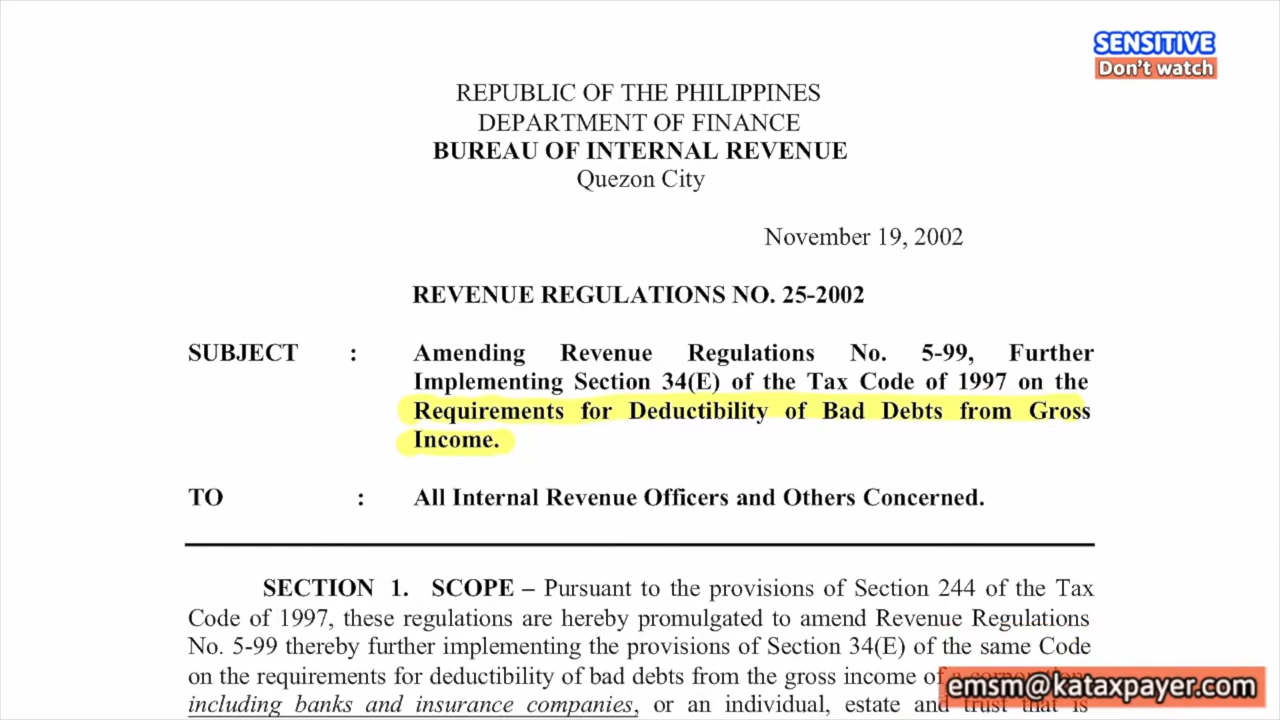 SENSITIVE
Don't watch
REPUBLIC OF THE PHILIPPINES
DEPARTMENT OF FINANCE
BUREAU OF INTERNAL REVENUE
Quezon City
November 19, 2002
REVENUE REGULATIONS NO. 25-2002
SUBJECT : Amending Revenue Regulations No. 5-99, Further
Implementing Section 34(E) of the Tax Code of 1997 on the
Requirements for Deductibility of Bad Debts from Gross
Income.
TO : All Internal Revenue Officers and Others Concerned.
SECTION 1. SCOPE – Pursuant to the provisions of Section 244 of the Tax
Code of 1997, these regulations are hereby promulgated to amend Revenue Regulations
No. 5-99 thereby further implementing the provisions of Section 34(E) of the same Code
on the requirements for deductibility of bad debts from the gross income of
including banks and insurance companies, or an individual, estate and trust that is
emsm@kataxpayer.com